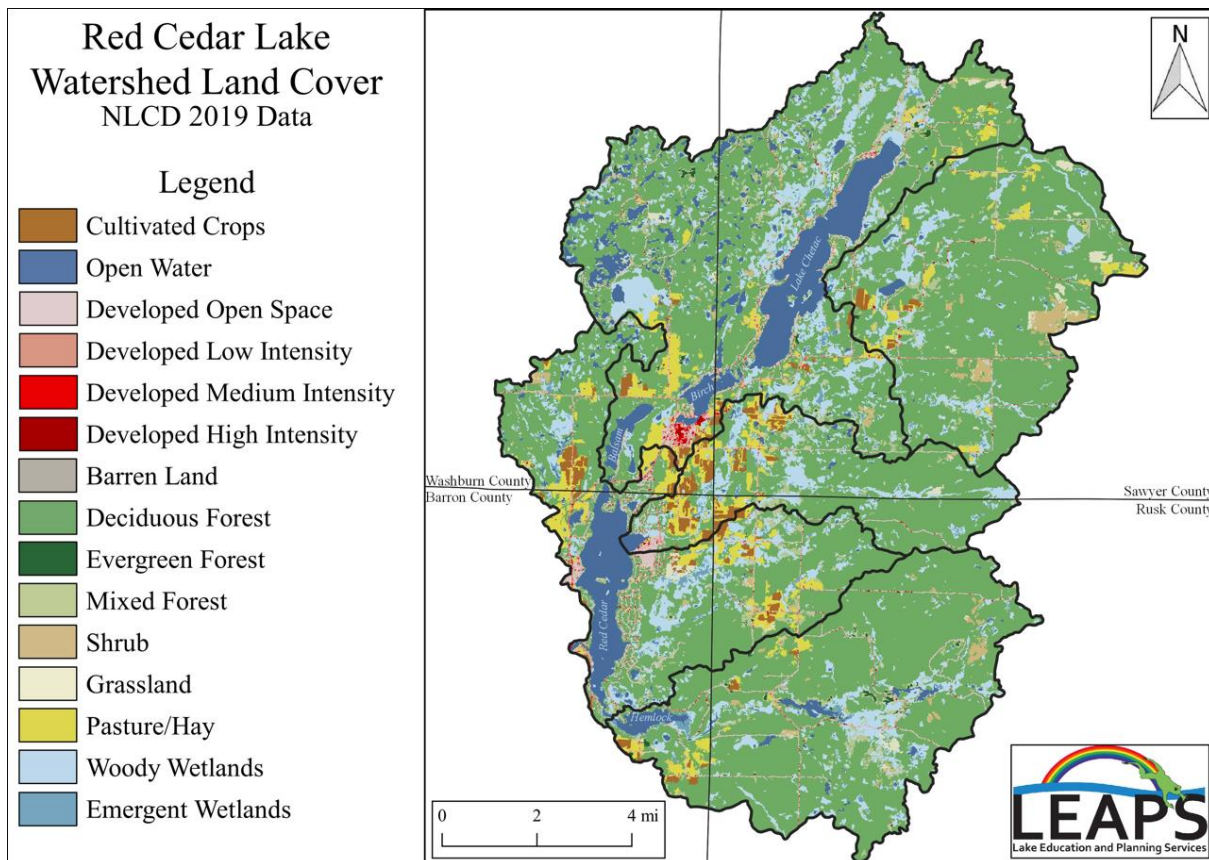 Red Cedar Lake
Watershed Land Cover
NLCD 2019 Data
Legend
Cultivated Crops
Open Water
Developed Open Space
Developed Low Intensity
Developed Medium Intensity
Developed High Intensity
Barren Land
Deciduous Forest
Evergreen Forest
Mixed Forest
Shrub
Grassland
Pasture/Hay
Woody Wetlands
Emergent Wetlands
N
Lake Chetac
Birch
Balsam
Washburn County
Barron County
Sawyer County
Rusk County
Red Cedar
Hemlock
0 2 4 mi
LEAPS
Lake Education and Planning Services